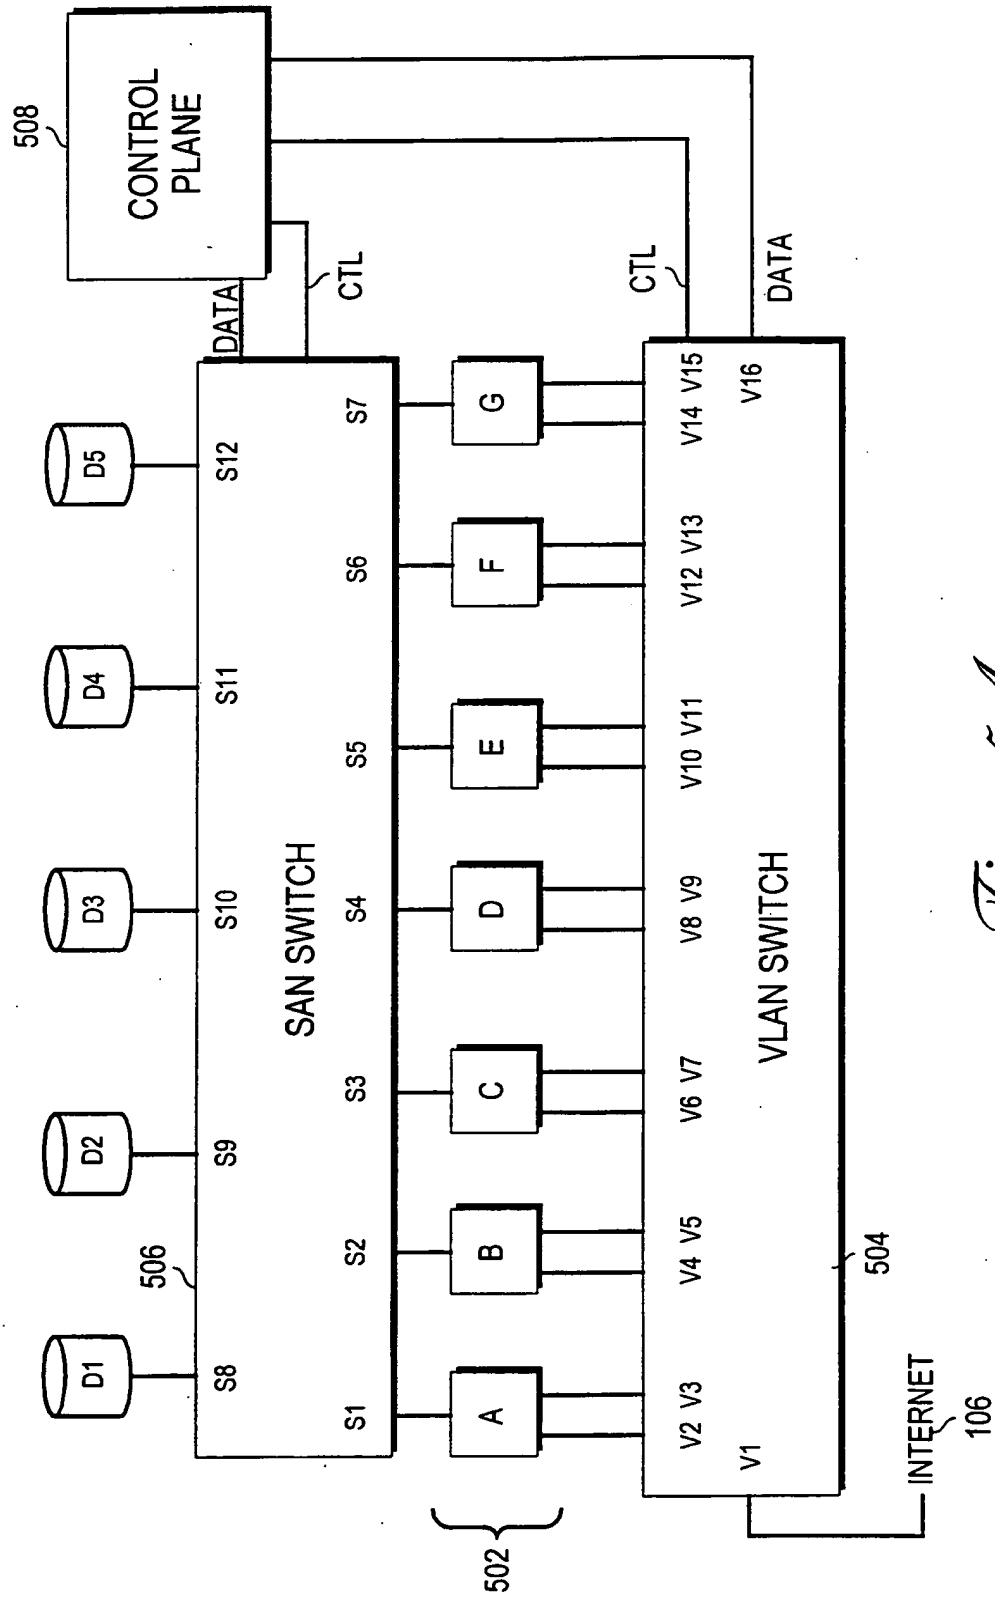 D1
D2
D3
D4
D5
508
CONTROL
PLANE
506
DATA
S8
S9
S10
S11
S12
SAN SWITCH
CTL
S1
S2
S3
S4
S5
S6
S7
502
A
B
C
D
E
F
G
CTL
V2 V3
V4 V5
V6 V7
V8 V9
V10 V11
V12 V13
V14 V15
V1
VLAN SWITCH
V16
DATA
504
INTERNET
106